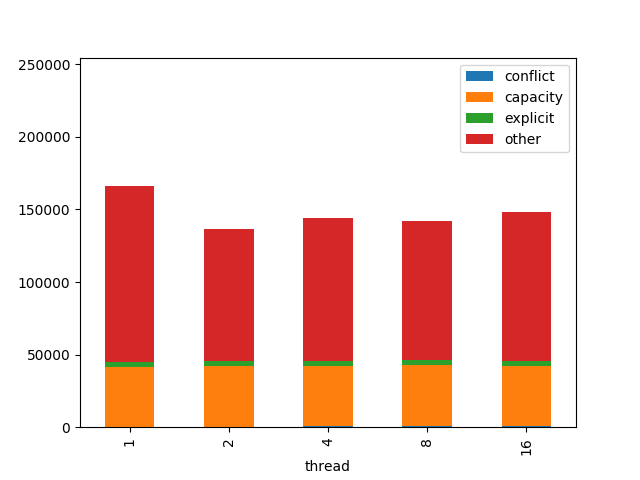 250000
200000
150000
100000
50000
0
conflict
capacity
explicit
other
1
2
4
8
16
thread